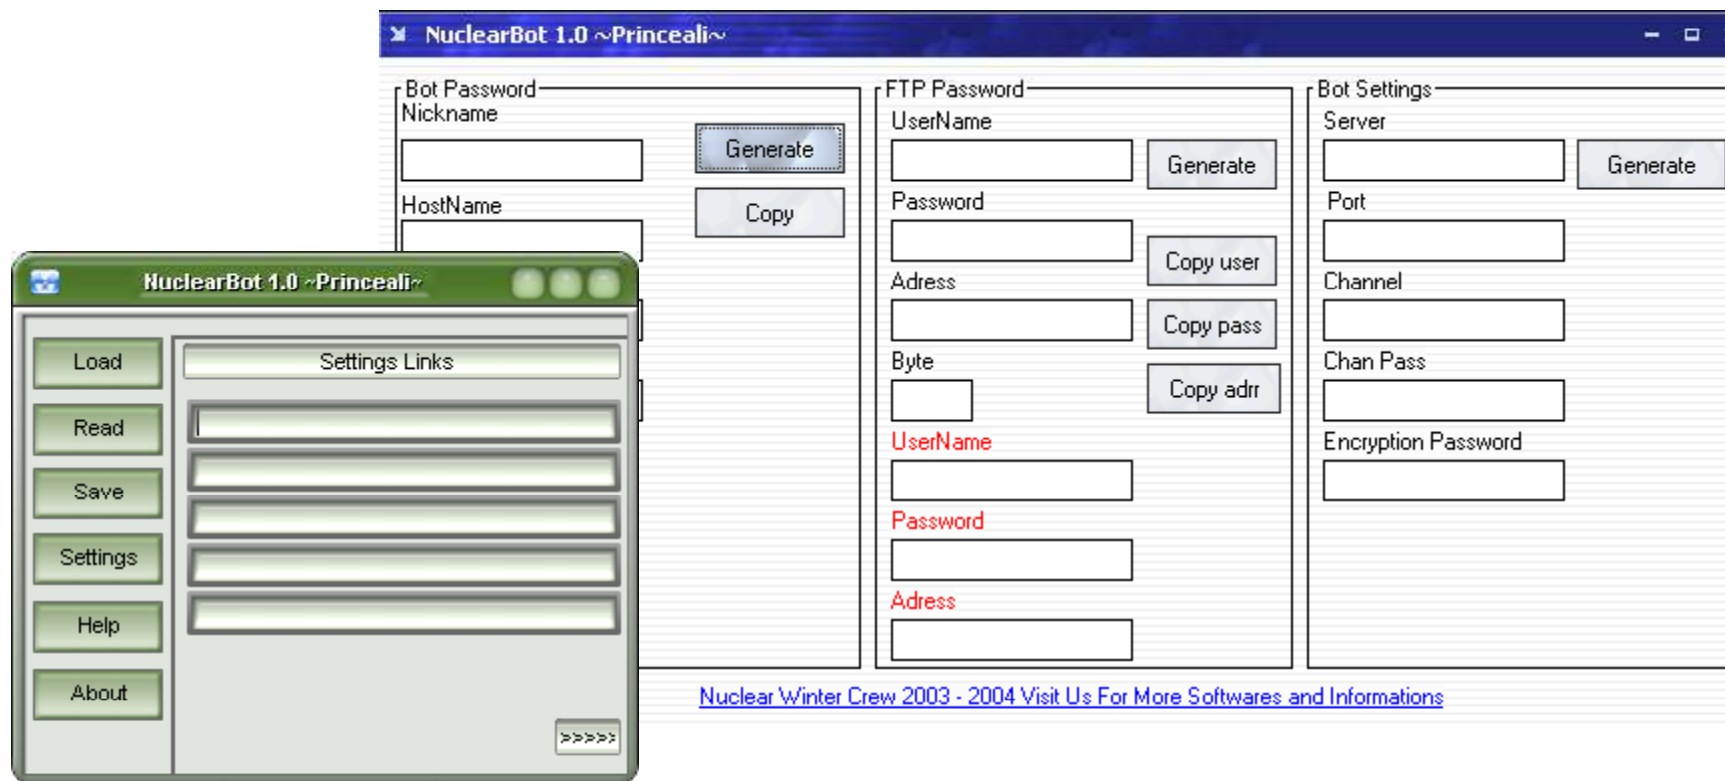 NuclearBot 1.0 ~Princeali~
Bot Password
Nickname
Generate
Copy
HostName
FTP Password
UserName
Generate
Password
Copy user
Adress
Copy pass
Byte
Copy adrr
UserName
Password
Adress
Bot Settings
Server
Generate
Port
Channel
Chan Pass
Encryption Password
Nuclear Winter Crew 2003 - 2004 Visit Us For More Softwares and Informations
NuclearBot 1.0 ~Princeali~
Load
Read
Save
Settings
Help
About
Settings Links
>>>>>